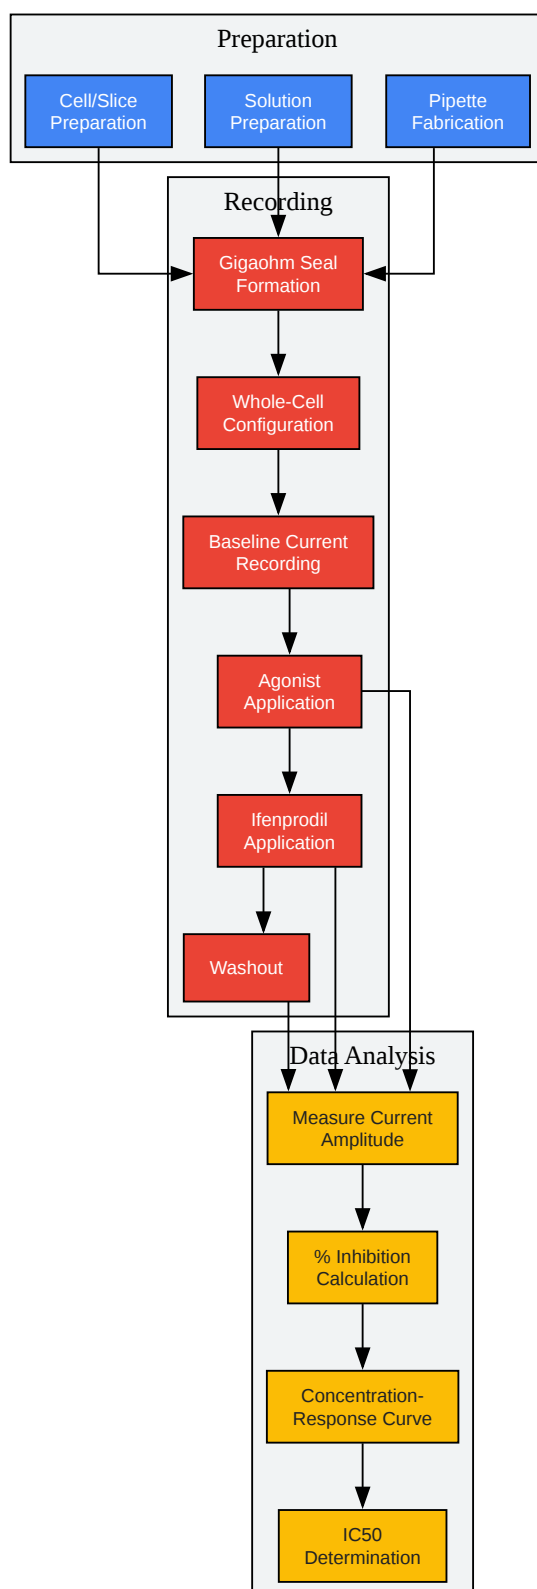 Preparation
Cell/Slice
Preparation
Solution
Preparation
Pipette
Fabrication
Recording
Gigaohm Seal
Formation
Whole-Cell
Configuration
Baseline Current
Recording
Agonist
Application
Ifenprodil
Application
Washout
Data Analysis
Measure Current
Amplitude
% Inhibition
Calculation
Concentration-
Response Curve
IC50
Determination